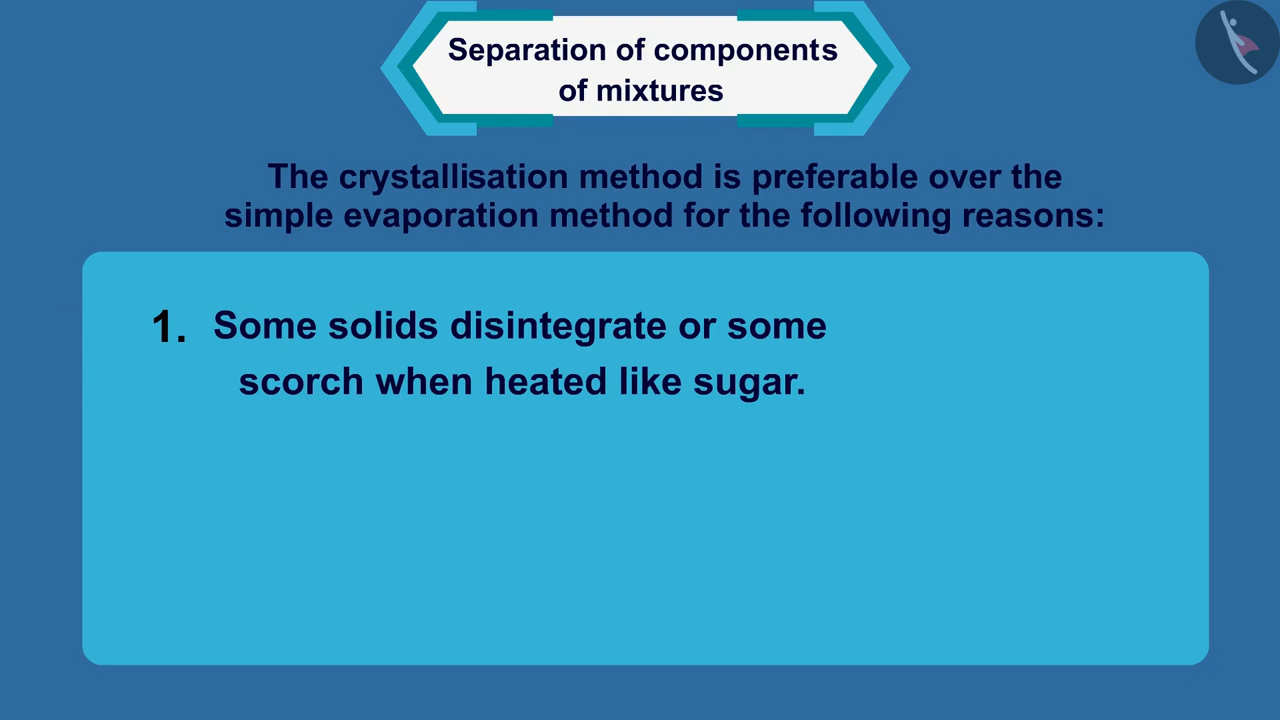 Separation of components
of mixtures
The crystallisation method is preferable over the
simple evaporation method for the following reasons:
1. Some solids disintegrate or some
scorch when heated like sugar.